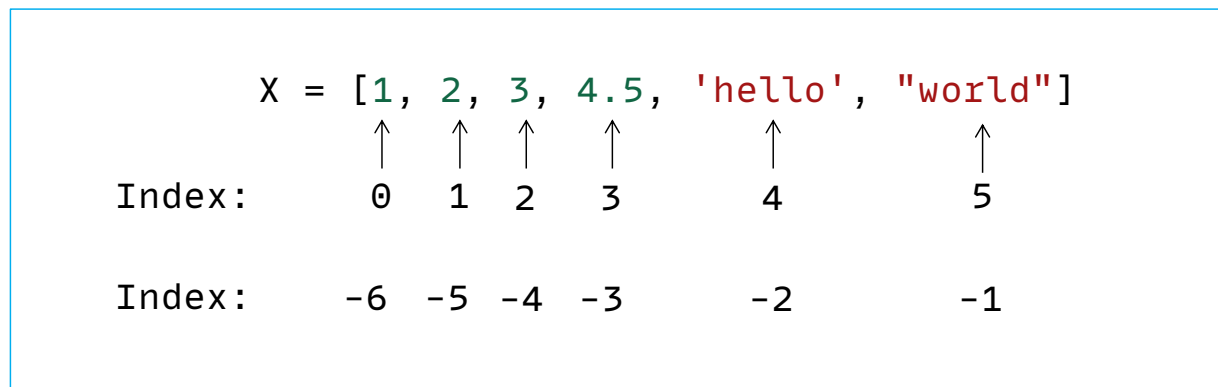 X = [1, 2, 3, 4.5, 'hello', "world"]
Index: 0 1 2 3 4 5
Index: -6 -5 -4 -3 -2 -1